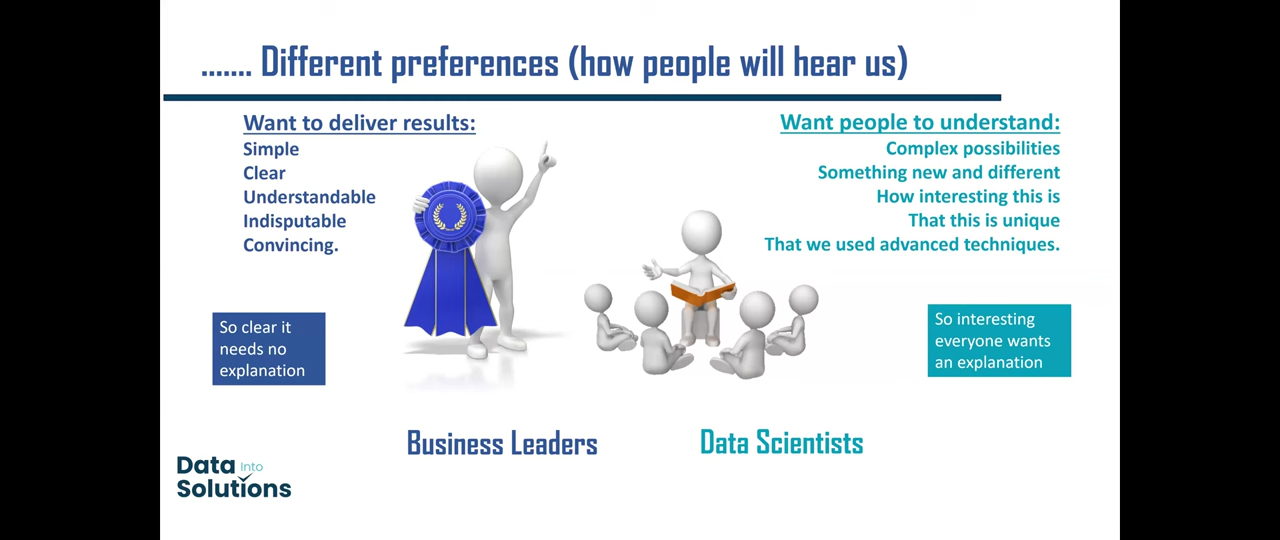 ....... Different preferences (how people will hear us)
Want to deliver results:
Simple
Clear
Understandable
Indisputable
Convincing.
So clear it
needs no
explanation
Want people to understand:
Complex possibilities
Something new and different
How interesting this is
That this is unique
That we used advanced techniques.
So interesting
everyone wants
an explanation
Business Leaders
Data Scientists
Data Into
Solutions